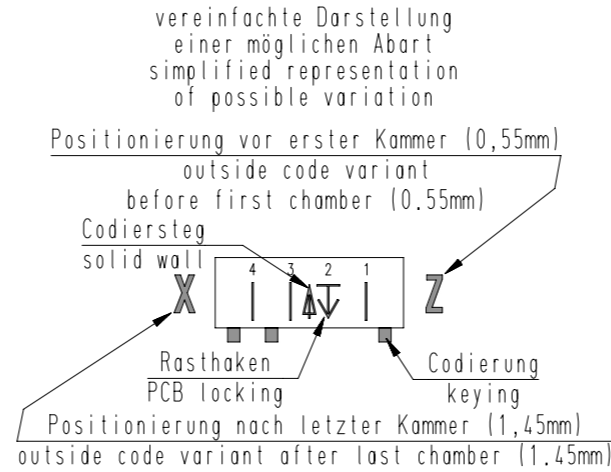 vereinfachte Darstellung
einer möglichen Abart
simplified representation
of possible variation
Positionierung vor erster Kammer (0,55mm)
outside code variant
before first chamber (0.55mm)
Codiersteg
solid wall
4 3 2 1
X Z
Rasthaken
PCB locking
Codierung
keying
Positionierung nach letzter Kammer (1,45mm)
outside code variant after last chamber (1.45mm)